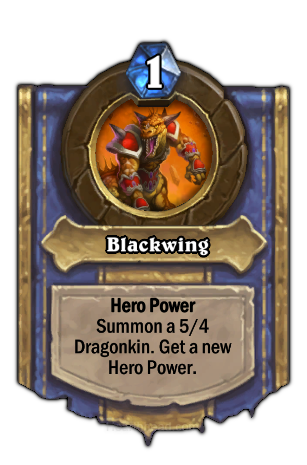 1
Blackwing
Hero Power
Summon a 5/4
Dragonkin. Get a new
Hero Power.